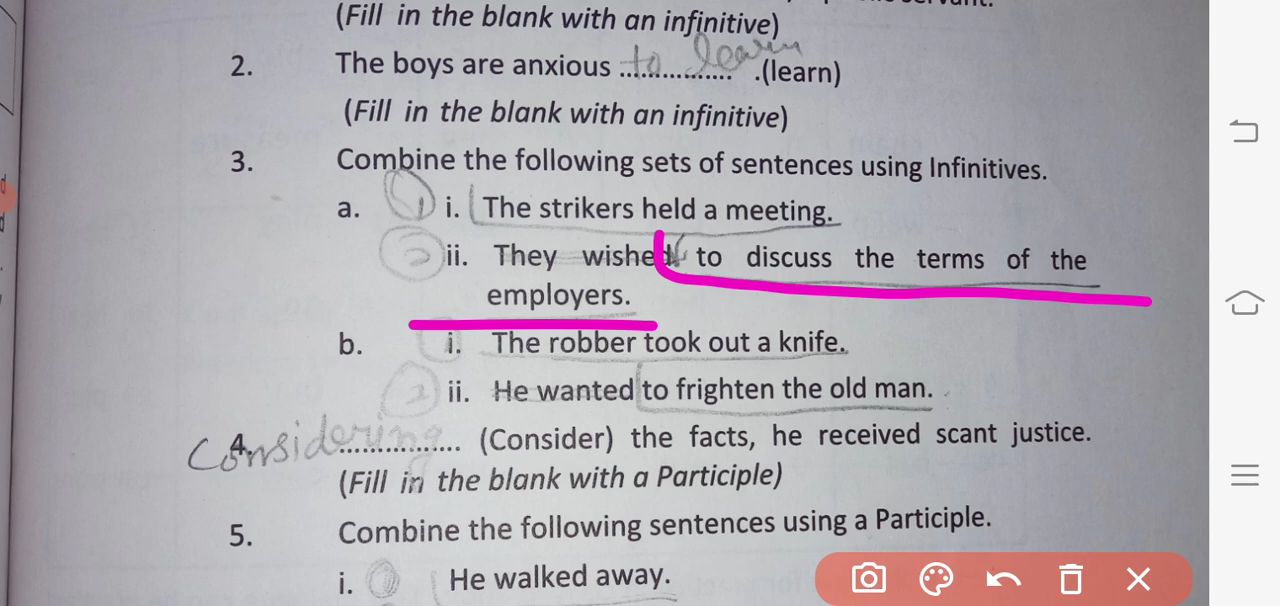 (Fill in the blank with an infinitive)
to learn
2. The boys are anxious ................ .(learn)
(Fill in the blank with an infinitive)
3. Combine the following sets of sentences using Infinitives.
a. 1 i. The strikers held a meeting.
2 ii. They wished to discuss the terms of the
employers.
b. i. The robber took out a knife.
2 ii. He wanted to frighten the old man.
Considering
4. ................. (Consider) the facts, he received scant justice.
(Fill in the blank with a Participle)
5. Combine the following sentences using a Participle.
i. He walked away.